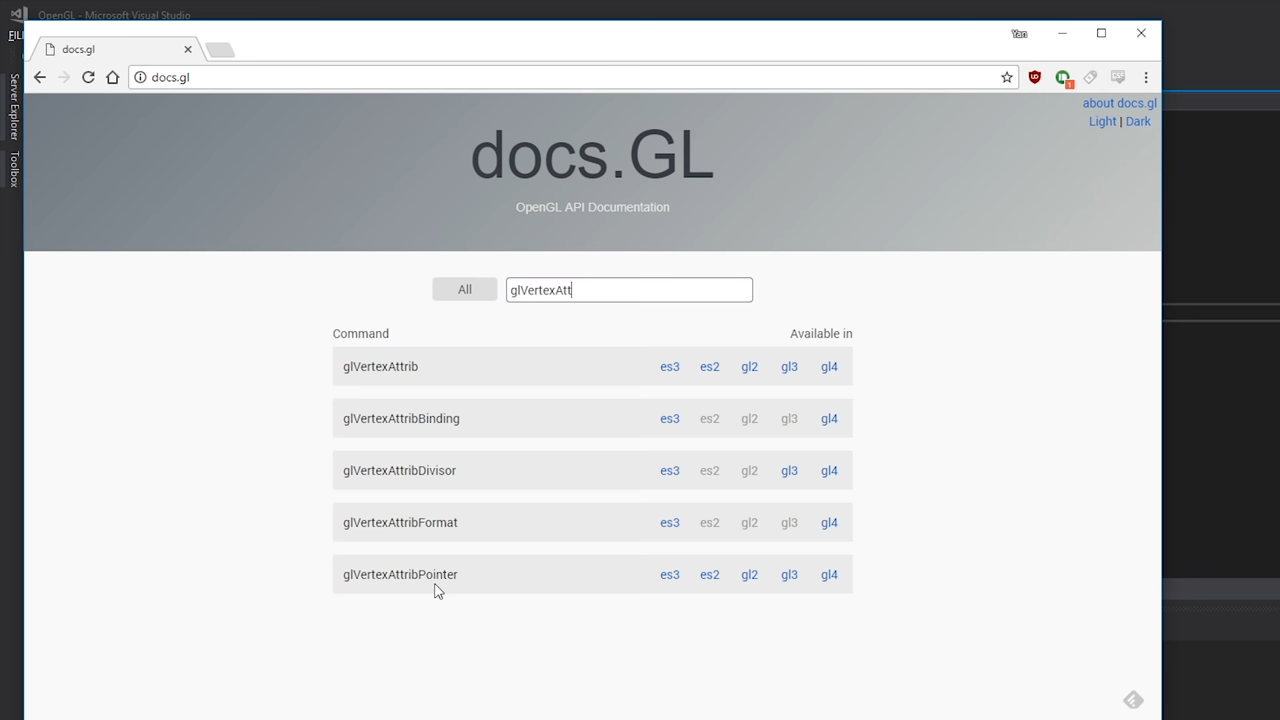 OpenGL - Microsoft Visual Studio
Yan
FIL
docs.gl
docs.gl
about docs.gl
Light | Dark
docs.GL
OpenGL API Documentation
All
glVertexAtt
Command Available in
glVertexAttrib es3 es2 gl2 gl3 gl4
glVertexAttribBinding es3 es2 gl2 gl3 gl4
glVertexAttribDivisor es3 es2 gl2 gl3 gl4
glVertexAttribFormat es3 es2 gl2 gl3 gl4
glVertexAttribPointer es3 es2 gl2 gl3 gl4
Server Explorer
Toolbox
1